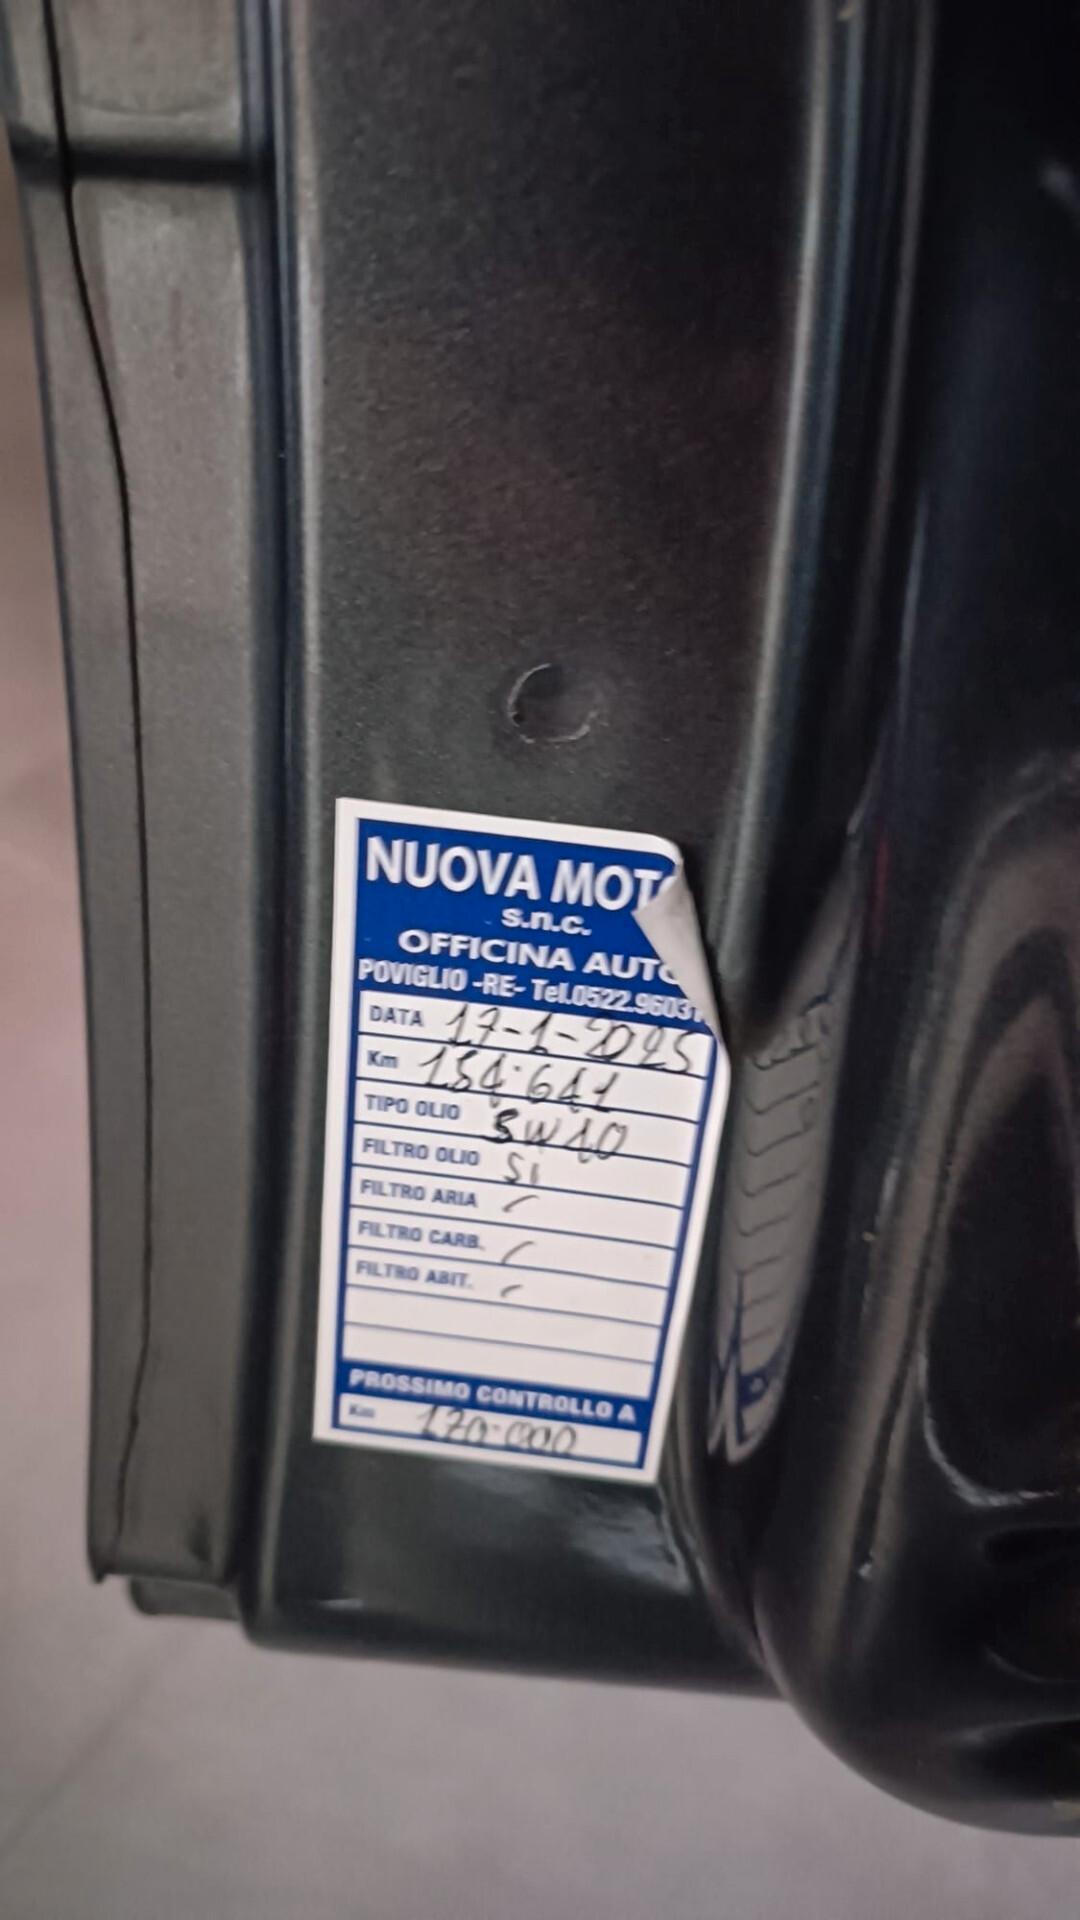 NUOVA MOTO
s.n.c.
OFFICINA AUTO
POVIGLIO -RE- Tel.0522.96031
DATA 17-1-2025
Km 154·641
TIPO OLIO 5W40
FILTRO OLIO Si
FILTRO ARIA /
FILTRO CARB. /
FILTRO ABIT. /
PROSSIMO CONTROLLO A
Km 170·000